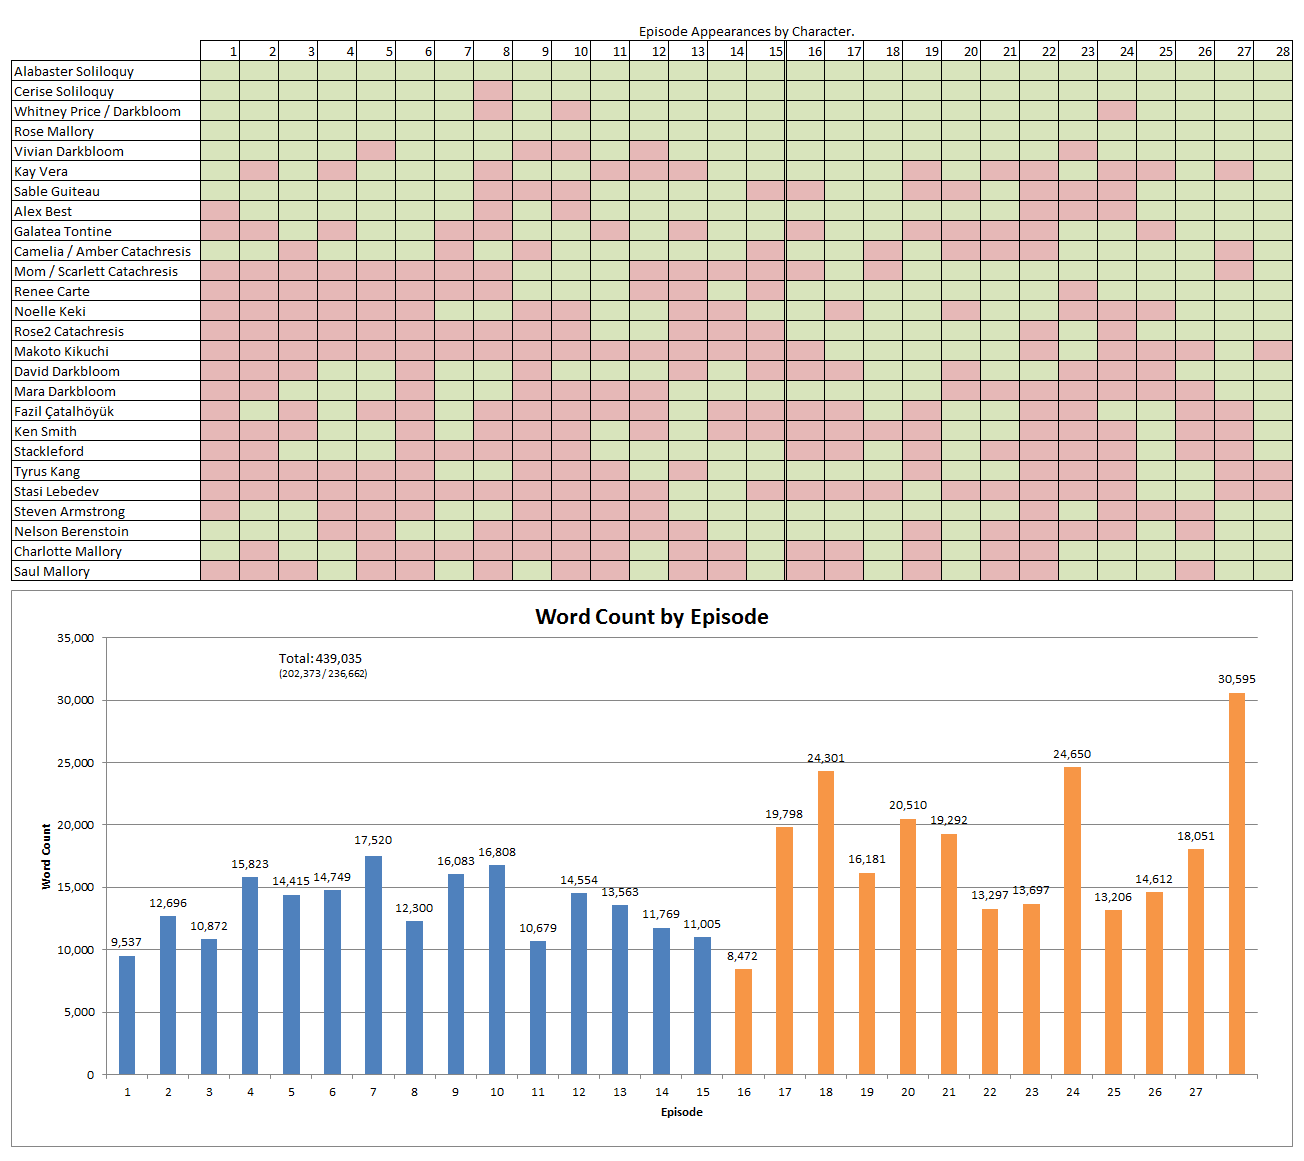 Episode Appearances by Character.
1 2 3 4 5 6 7 8 9 10 11 12 13 14 15 16 17 18 19 20 21 22 23 24 25 26 27 28
Alabaster Soliloquy
Cerise Soliloquy
Whitney Price / Darkbloom
Rose Mallory
Vivian Darkbloom
Kay Vera
Sable Guiteau
Alex Best
Galatea Tontine
Camelia / Amber Catachresis
Mom / Scarlett Catachresis
Renee Carte
Noelle Keki
Rose2 Catachresis
Makoto Kikuchi
David Darkbloom
Mara Darkbloom
Fazil Çatalhöyük
Ken Smith
Stackleford
Tyrus Kang
Stasi Lebedev
Steven Armstrong
Nelson Berenstoin
Charlotte Mallory
Saul Mallory
Word Count by Episode
Total: 439,035
(202,373 / 236,662)
Word Count
35,000
30,000
25,000
20,000
15,000
10,000
5,000
0
9,537
12,696
10,872
15,823
14,415
14,749
17,520
12,300
16,083
16,808
10,679
14,554
13,563
11,769
11,005
8,472
19,798
24,301
16,181
20,510
19,292
13,297
13,697
24,650
13,206
14,612
18,051
30,595
1 2 3 4 5 6 7 8 9 10 11 12 13 14 15 16 17 18 19 20 21 22 23 24 25 26 27
Episode